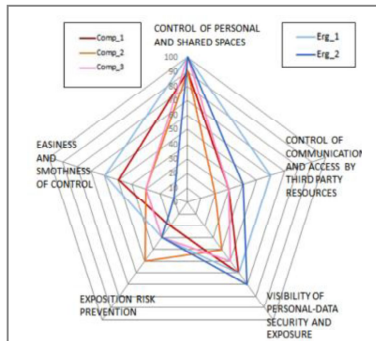 Comp_1
Comp_2
Comp_3
CONTROL OF PERSONAL
AND SHARED SPACES
Erg_1
Erg_2
100
90
80
70
60
50
40
30
20
10
0
EASINESS
AND
SMOTHNESS
OF CONTROL
CONTROL OF
COMMUNICATION
AND ACCESS BY
THIRD PARTY
RESOURCES
EXPOSITION RISK
PREVENTION
VISIBILITY OF
PERSONAL-DATA
SECURITY AND
EXPOSURE